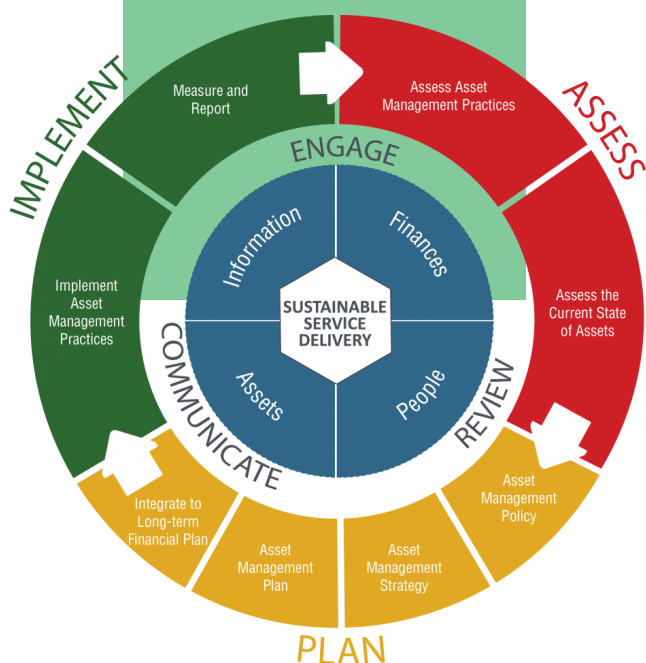 IMPLEMENT
ASSESS
PLAN
Measure and
Report
Assess Asset
Management Practices
Assess the
Current State
of Assets
Asset
Management
Policy
Asset
Management
Strategy
Asset
Management
Plan
Integrate to
Long-term
Financial Plan
Implement
Asset
Management
Practices
ENGAGE
REVIEW
COMMUNICATE
Information
Finances
People
Assets
SUSTAINABLE
SERVICE
DELIVERY